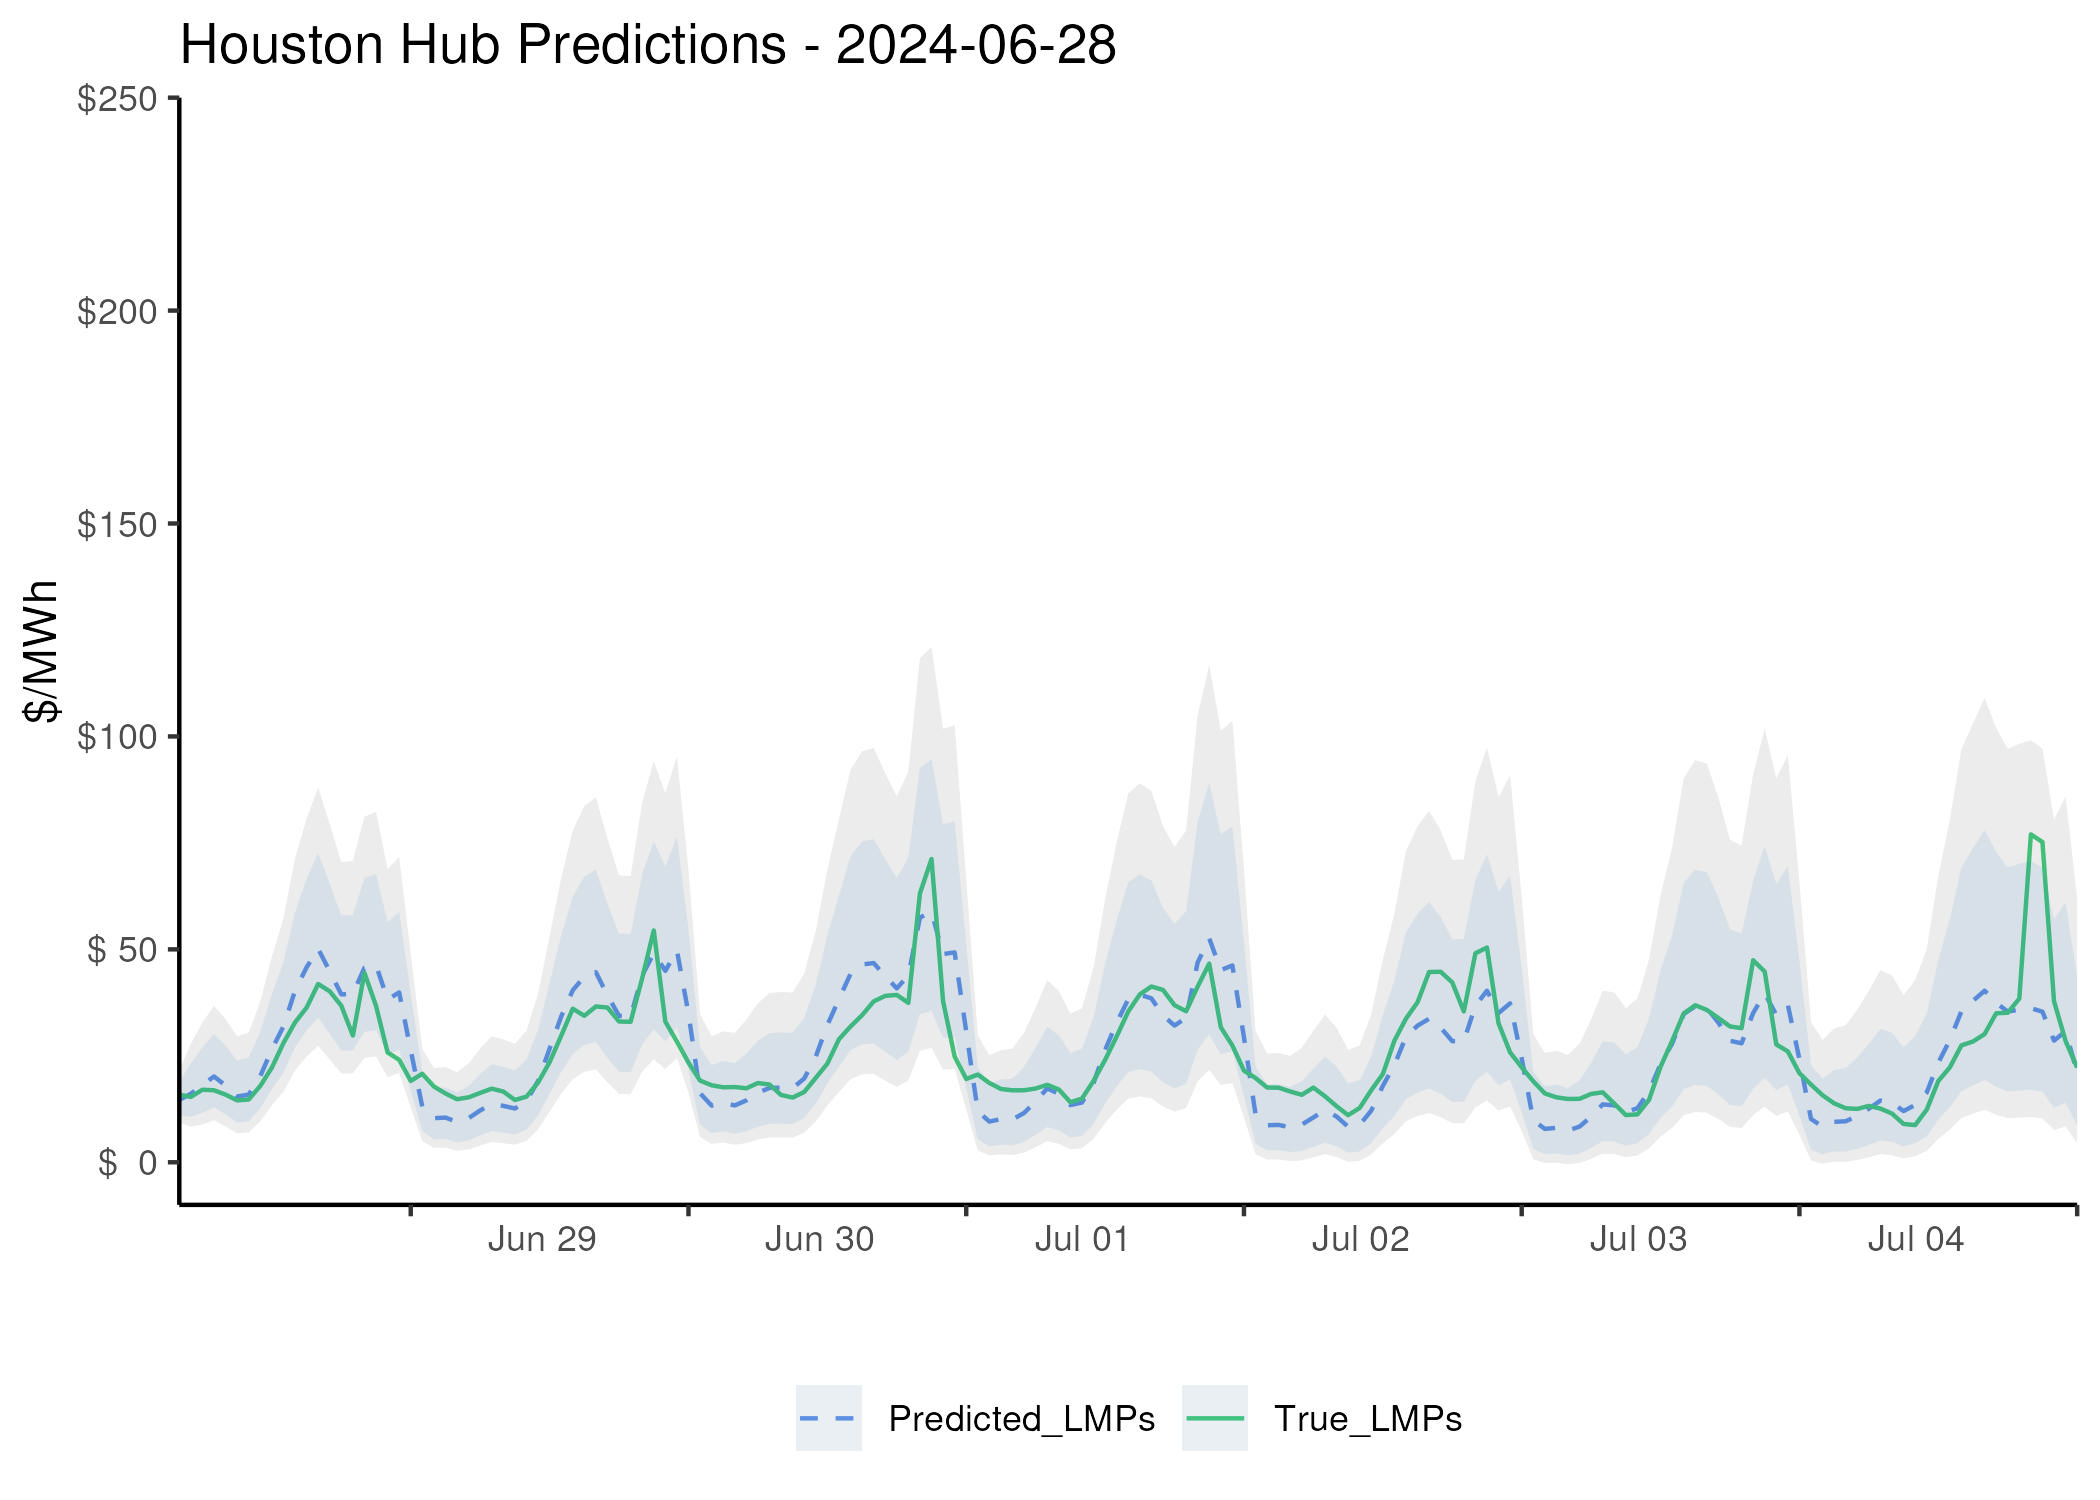 Houston Hub Predictions - 2024-06-28
$250
$200
$150
$100
$ 50
$  0
$/MWh
Jun 29
Jun 30
Jul 01
Jul 02
Jul 03
Jul 04
Predicted_LMPs
True_LMPs